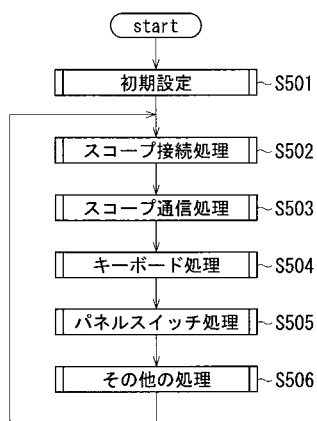 start
初期設定 S501
スコープ接続処理 S502
スコープ通信処理 S503
キーボード処理 S504
パネルスイッチ処理 S505
その他の処理 S506